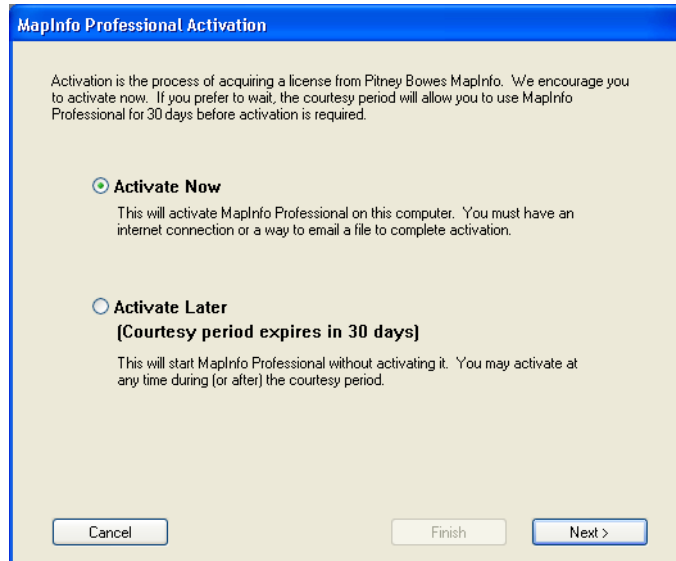 MapInfo Professional Activation
Activation is the process of acquiring a license from Pitney Bowes MapInfo. We encourage you
to activate now. If you prefer to wait, the courtesy period will allow you to use MapInfo
Professional for 30 days before activation is required.
Activate Now
This will activate MapInfo Professional on this computer. You must have an
internet connection or a way to email a file to complete activation.
Activate Later
(Courtesy period expires in 30 days)
This will start MapInfo Professional without activating it. You may activate at
any time during (or after) the courtesy period.
Cancel
Finish
Next >